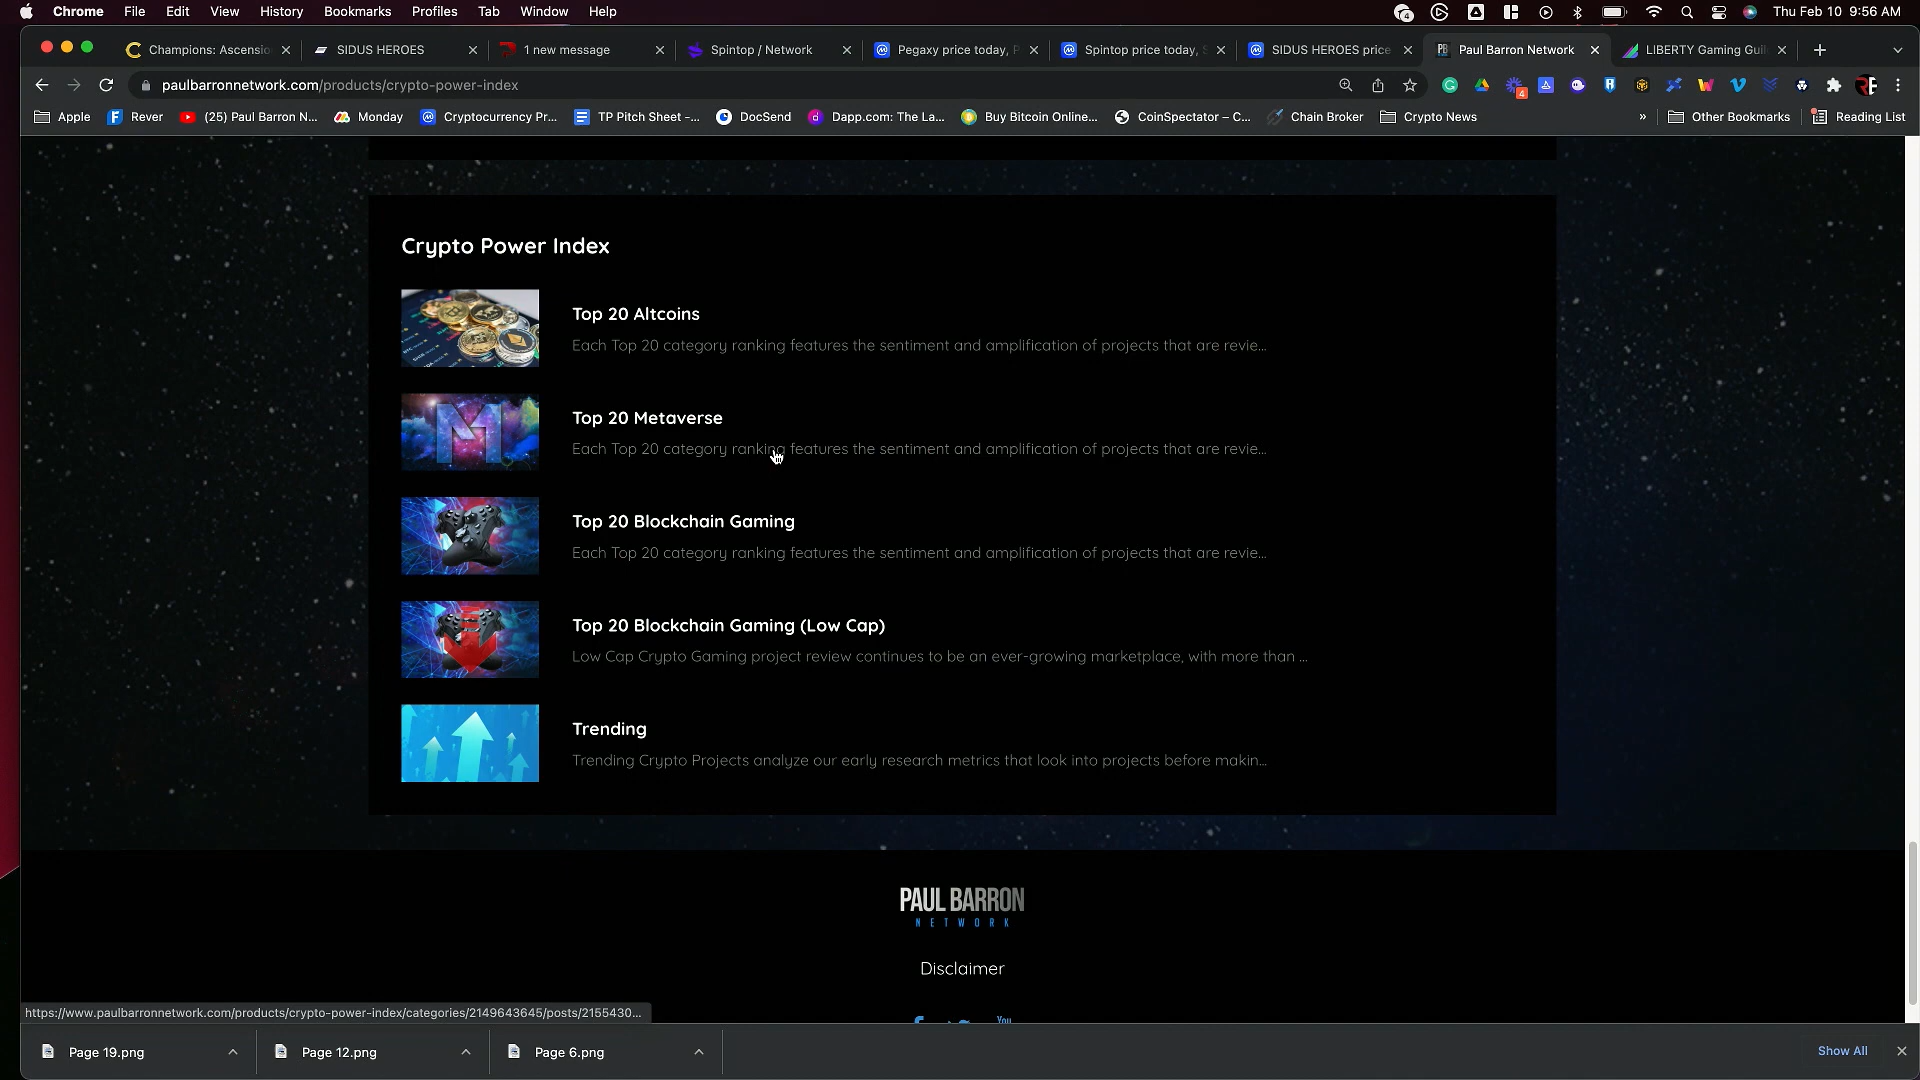 Chrome File Edit View History Bookmarks Profiles Tab Window Help
4
Thu Feb 10 9:56 AM
Champions: Ascensio
SIDUS HEROES
1 new message
Spintop / Network
Pegaxy price today, P
Spintop price today, S
SIDUS HEROES price
Paul Barron Network
LIBERTY Gaming Guil
paulbarronnetwork.com/products/crypto-power-index
4
Apple
Rever
(25) Paul Barron N...
Monday
Cryptocurrency Pr...
TP Pitch Sheet -...
DocSend
Dapp.com: The La...
Buy Bitcoin Online...
CoinSpectator – C...
Chain Broker
Crypto News
»
Other Bookmarks
Reading List
Crypto Power Index
Top 20 Altcoins
Each Top 20 category ranking features the sentiment and amplification of projects that are revie...
M
Top 20 Metaverse
Each Top 20 category ranking features the sentiment and amplification of projects that are revie...
Top 20 Blockchain Gaming
Each Top 20 category ranking features the sentiment and amplification of projects that are revie...
Top 20 Blockchain Gaming (Low Cap)
Low Cap Crypto Gaming project review continues to be an ever-growing marketplace, with more than ...
Trending
Trending Crypto Projects analyze our early research metrics that look into projects before makin...
PAUL BARRON
NETWORK
Disclaimer
You
https://www.paulbarronnetwork.com/products/crypto-power-index/categories/2149643645/posts/2155430...
Page 19.png
Page 12.png
Page 6.png
Show All